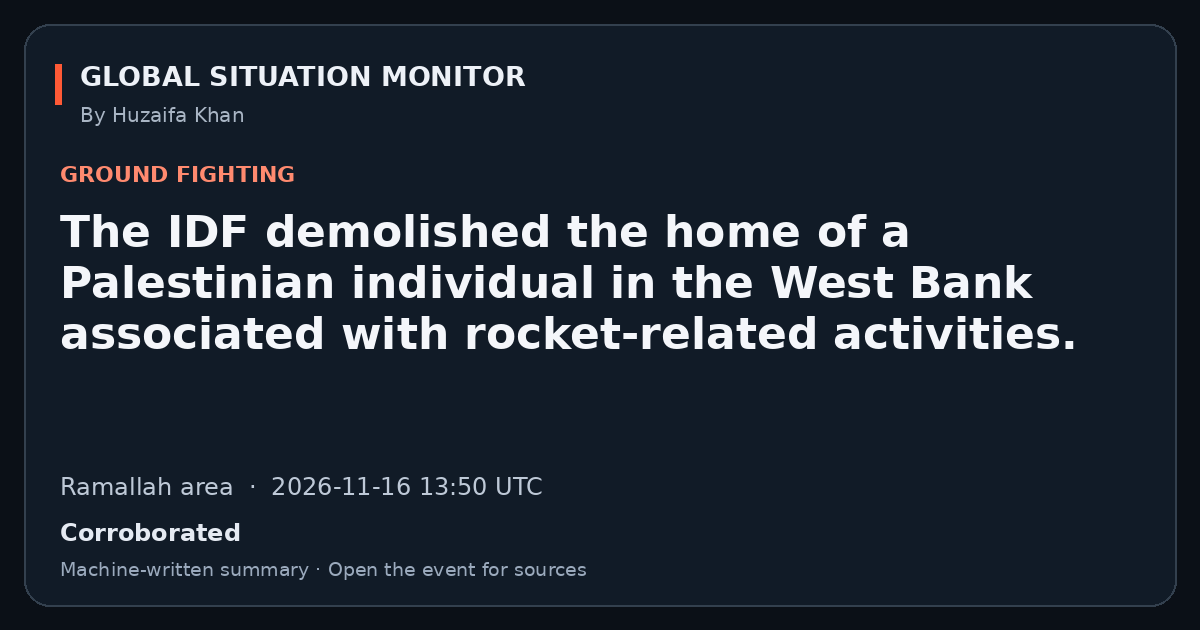 GLOBAL SITUATION MONITOR
By Huzaifa Khan
GROUND FIGHTING
The IDF demolished the home of a
Palestinian individual in the West Bank
associated with rocket-related activities.
Ramallah area · 2026-11-16 13:50 UTC
Corroborated
Machine-written summary · Open the event for sources